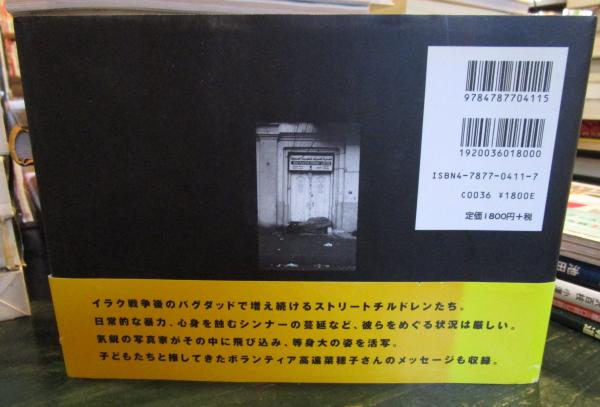 9784787704115
1920036018000
ISBN4-7877-0411-7
C0036 ¥1800E
定価1800円+税
イラク戦争後のバグダッドで増え続けるストリートチルドレンたち。
日常的な暴力、心身を蝕むシンナーの蔓延など、彼らをめぐる状況は厳しい。
気鋭の写真家がその中に飛び込み、等身大の姿を活写。
子どもたちと接してきたボランティア高遠菜穂子さんのメッセージも収録。
池田